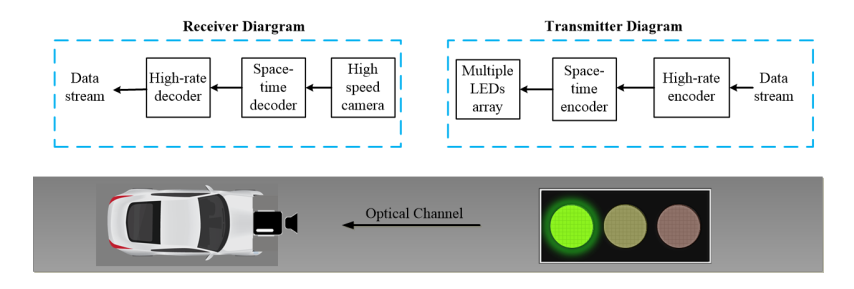 Receiver Diargram
Transmitter Diagram
Data
stream
High-rate
decoder
Space-
time
decoder
High
speed
camera
Multiple
LEDs
array
Space-
time
encoder
High-rate
encoder
Data
stream
Optical Channel